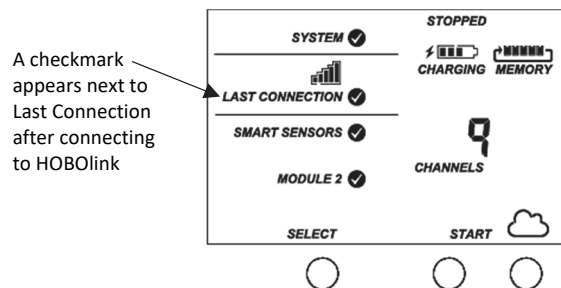 A checkmark
appears next to
Last Connection
after connecting
to HOBOlink
SYSTEM
LAST CONNECTION
SMART SENSORS
MODULE 2
SELECT
STOPPED
CHARGING MEMORY
9
CHANNELS
START